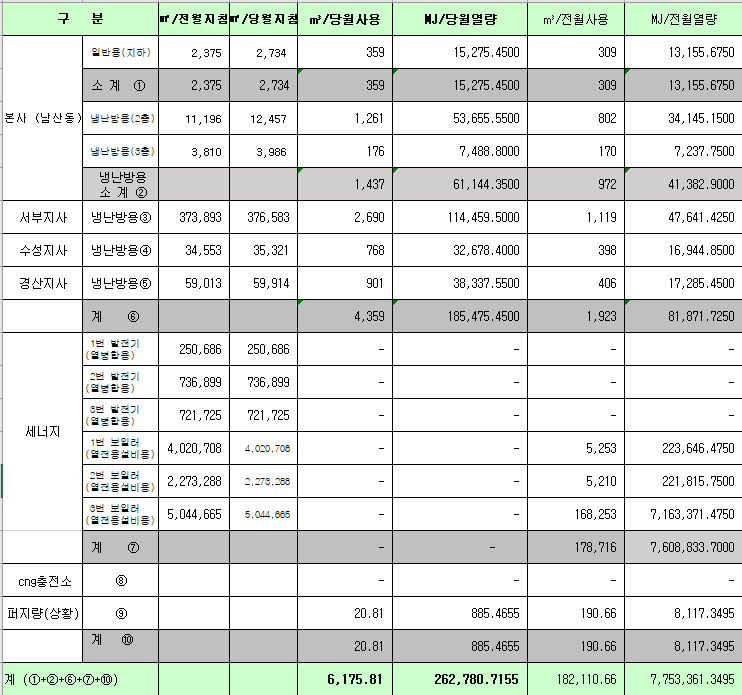 구 분 ㎥/전월지침 ㎥/당월지침 ㎥/당월사용 MJ/당월열량 ㎥/전월사용 MJ/전월열량
일반용(지하) 2,375 2,734 359 15,275.4500 309 13,155.6750
소 계 ① 2,375 2,734 359 15,275.4500 309 13,155.6750
본사 (남산동) 냉난방용(2층) 11,196 12,457 1,261 53,655.5500 802 34,145.1500
냉난방용(3층) 3,810 3,986 176 7,488.8000 170 7,237.7500
냉난방용
소 계 ② 1,437 61,144.3500 972 41,382.9000
서부지사 냉난방용③ 373,893 376,583 2,690 114,459.5000 1,119 47,641.4250
수성지사 냉난방용④ 34,553 35,321 768 32,678.4000 398 16,944.8500
경산지사 냉난방용⑤ 59,013 59,914 901 38,337.5500 406 17,285.4500
계 ⑥ 4,359 185,475.4500 1,923 81,871.7250
세너지
1번 발전기
(열병합용) 250,686 250,686 - - - -
2번 발전기
(열병합용) 736,899 736,899 - - - -
3번 발전기
(열병합용) 721,725 721,725 - - - -
1번 보일러
(열전용설비용) 4,020,708 4,020,708 - - 5,253 223,646.4750
2번 보일러
(열전용설비용) 2,273,288 2,273,288 - - 5,210 221,815.7500
3번 보일러
(열전용설비용) 5,044,665 5,044,665 - - 168,253 7,163,371.4750
계 ⑦ - - 178,716 7,608,833.7000
cng충전소 ⑧ - - - -
퍼지량(상황) ⑨ 20.81 885.4655 190.66 8,117.3495
계 ⑩ 20.81 885.4655 190.66 8,117.3495
계 (①+②+⑥+⑦+⑩) 6,175.81 262,780.7155 182,110.66 7,753,361.3495